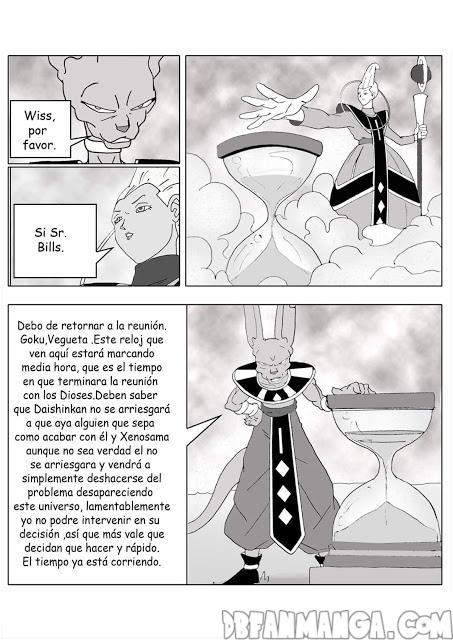 Wiss,
por
favor.
Si Sr.
Bills.
Debo de retornar a la reunión.
Goku,Vegueta .Este reloj que
ven aquí estará marcando
media hora, que es el tiempo
en que terminara la reunión
con los Dioses.Deben saber
que Daishinkan no se arriesgará
a que aya alguien que sepa
como acabar con él y Xenosama
aunque no sea verdad el no
se arriesgara y vendrá a
simplemente deshacerse del
problema desapareciendo
este universo, lamentablemente
yo no podre intervenir en su
decisión ,así que más vale que
decidan que hacer y rápido.
El tiempo ya está corriendo.
DBFANMANGA.COM